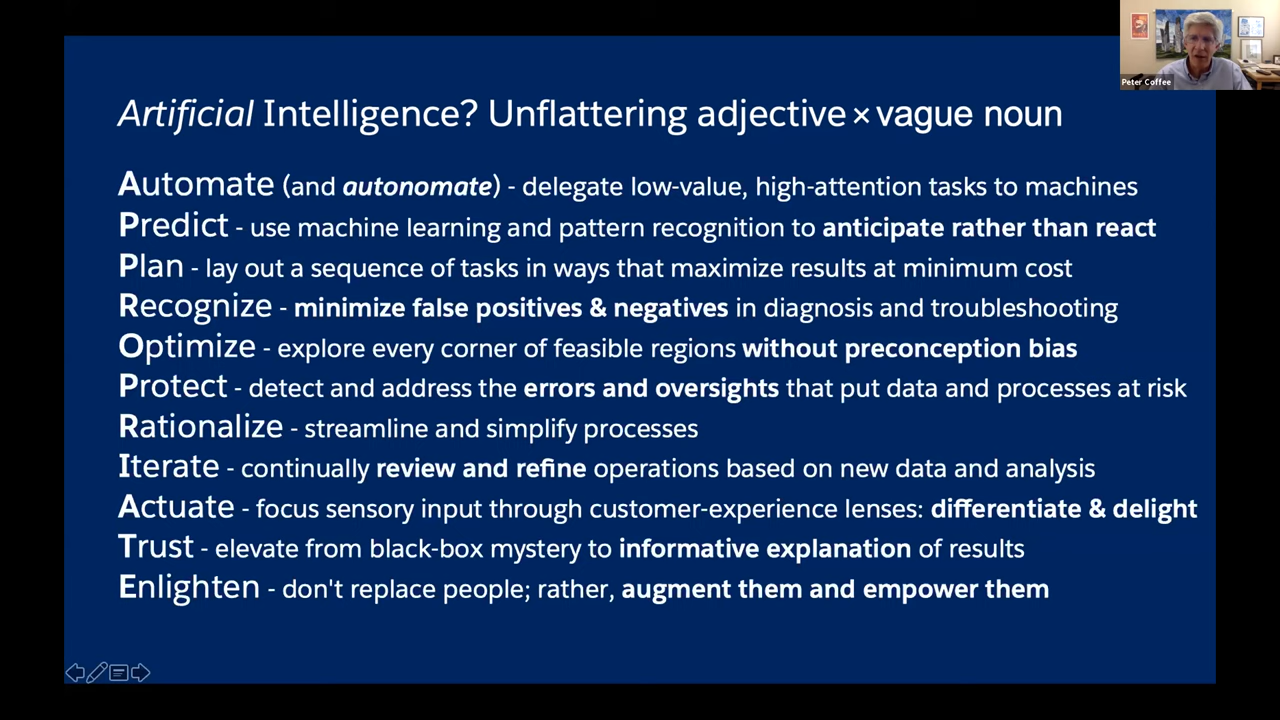 Peter Coffee
Artificial Intelligence? Unflattering adjective × vague noun
Automate (and autonomate) - delegate low-value, high-attention tasks to machines
Predict - use machine learning and pattern recognition to anticipate rather than react
Plan - lay out a sequence of tasks in ways that maximize results at minimum cost
Recognize - minimize false positives & negatives in diagnosis and troubleshooting
Optimize - explore every corner of feasible regions without preconception bias
Protect - detect and address the errors and oversights that put data and processes at risk
Rationalize - streamline and simplify processes
Iterate - continually review and refine operations based on new data and analysis
Actuate - focus sensory input through customer-experience lenses: differentiate & delight
Trust - elevate from black-box mystery to informative explanation of results
Enlighten - don't replace people; rather, augment them and empower them